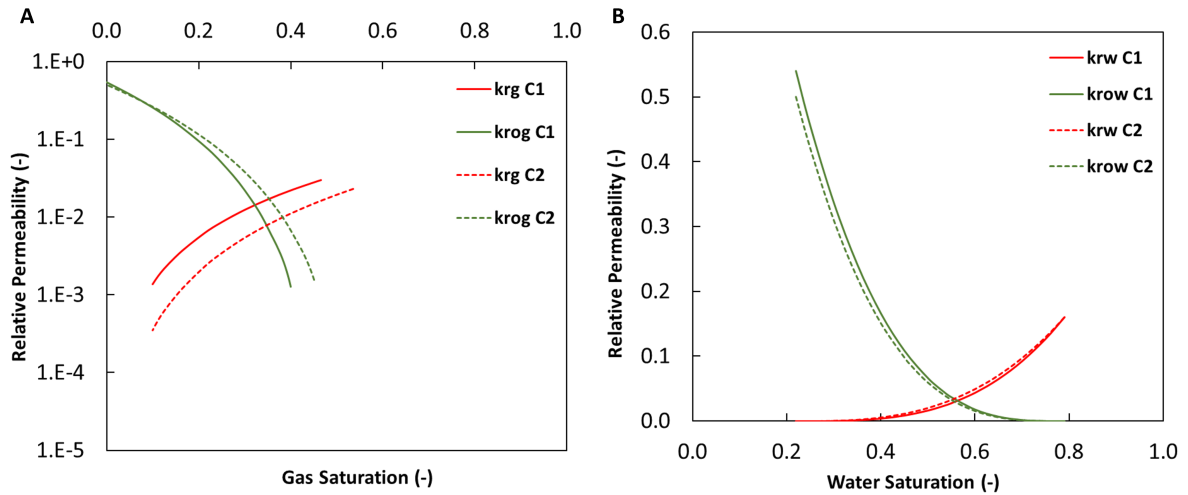 A
0.0 0.2 0.4 0.6 0.8 1.0
1.E+0
1.E-1
1.E-2
1.E-3
1.E-4
1.E-5
Relative Permeability (-)
Gas Saturation (-)
krg C1
krog C1
krg C2
krog C2
B
0.6
0.5
0.4
0.3
0.2
0.1
0.0
Relative Permeability (-)
0.0 0.2 0.4 0.6 0.8 1.0
Water Saturation (-)
krw C1
krow C1
krw C2
krow C2